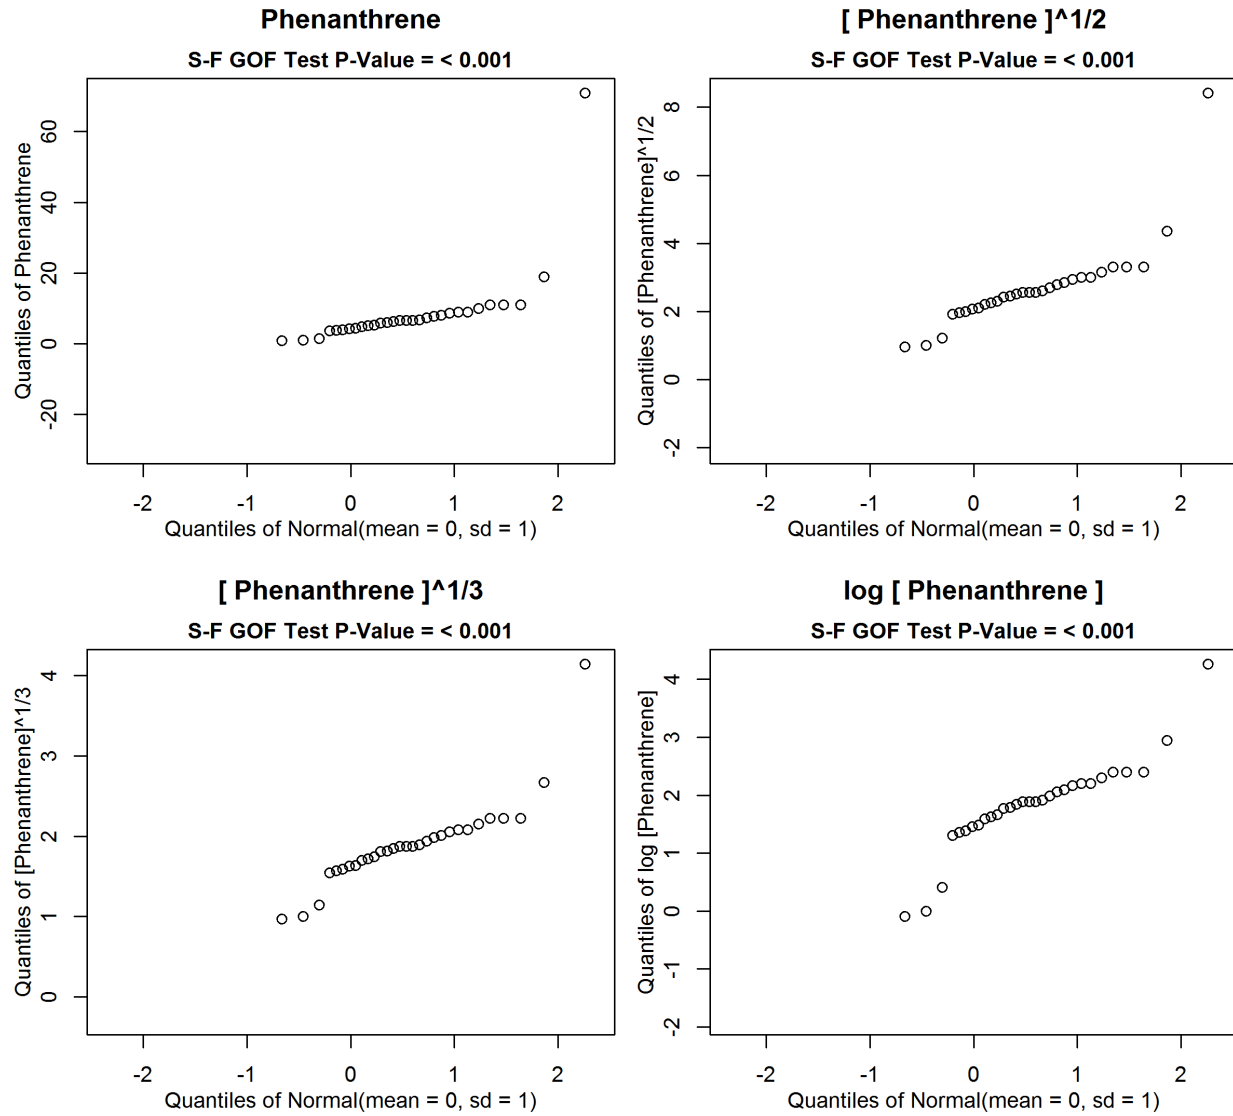 Phenanthrene
S-F GOF Test P-Value = < 0.001
Quantiles of Phenanthrene
60
40
20
0
-20
-2 -1 0 1 2
Quantiles of Normal(mean = 0, sd = 1)
[ Phenanthrene ]^1/2
S-F GOF Test P-Value = < 0.001
Quantiles of [Phenanthrene]^1/2
8
6
4
2
0
-2
-2 -1 0 1 2
Quantiles of Normal(mean = 0, sd = 1)
[ Phenanthrene ]^1/3
S-F GOF Test P-Value = < 0.001
Quantiles of [Phenanthrene]^1/3
4
3
2
1
0
-2 -1 0 1 2
Quantiles of Normal(mean = 0, sd = 1)
log [ Phenanthrene ]
S-F GOF Test P-Value = < 0.001
Quantiles of log [Phenanthrene]
4
3
2
1
0
-1
-2
-2 -1 0 1 2
Quantiles of Normal(mean = 0, sd = 1)